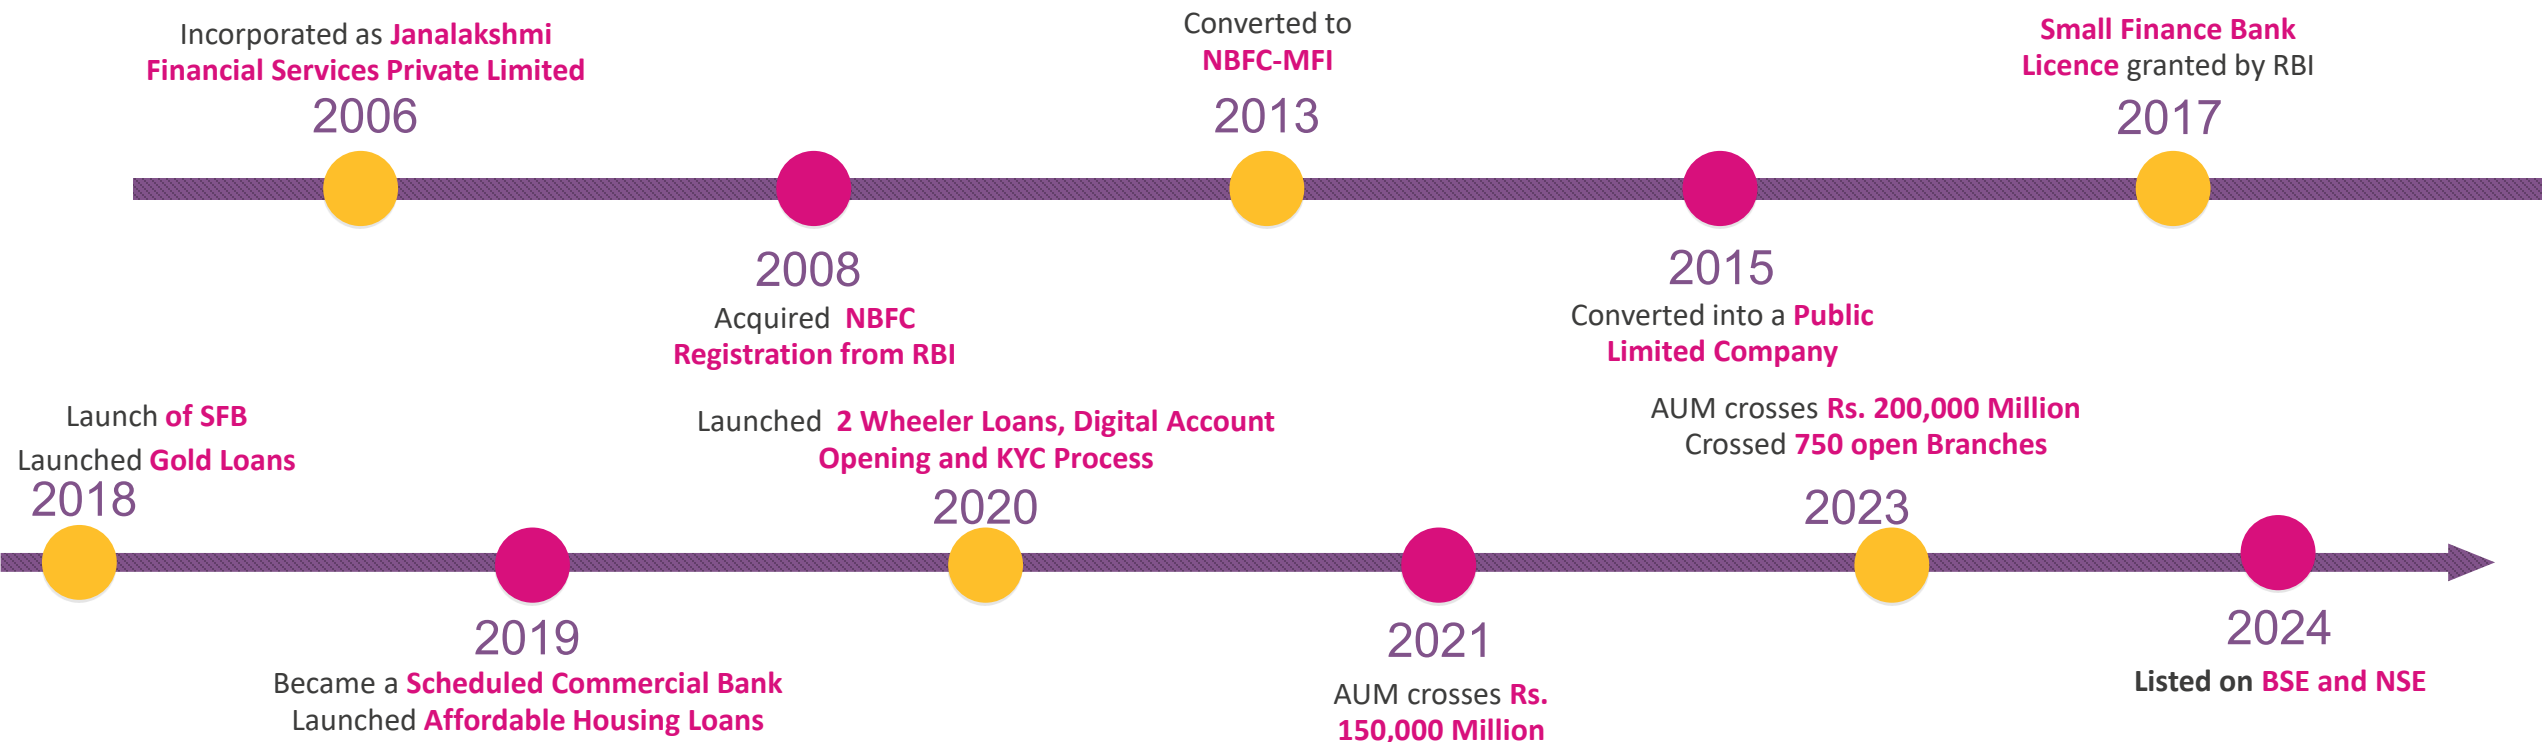 Incorporated as Janalakshmi
Financial Services Private Limited
2006
2008
Acquired NBFC
Registration from RBI
Converted to
NBFC-MFI
2013
2015
Converted into a Public
Limited Company
Small Finance Bank
Licence granted by RBI
2017
Launch of SFB
Launched Gold Loans
2018
2019
Became a Scheduled Commercial Bank
Launched Affordable Housing Loans
Launched 2 Wheeler Loans, Digital Account
Opening and KYC Process
2020
2021
AUM crosses Rs.
150,000 Million
AUM crosses Rs. 200,000 Million
Crossed 750 open Branches
2023
2024
Listed on BSE and NSE